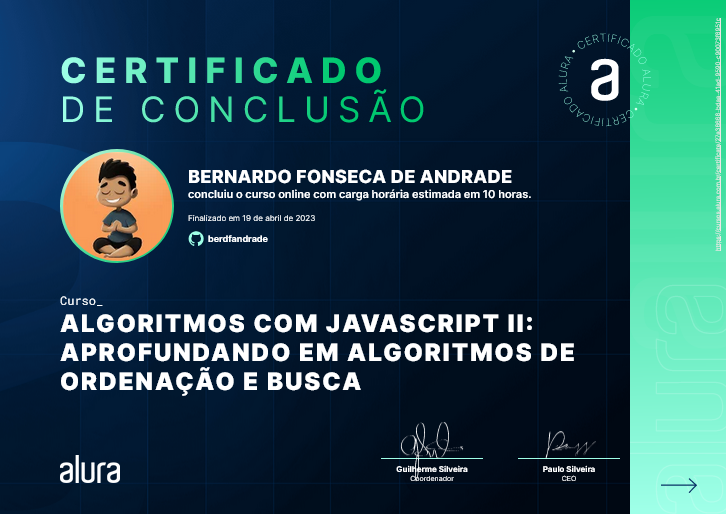 CERTIFICADO
DE CONCLUSÃO
CERTIFICADO ALURA • CERTIFICADO ALURA •
a
BERNARDO FONSECA DE ANDRADE
concluiu o curso online com carga horária estimada em 10 horas.
Finalizado em 19 de abril de 2023
berdfandrade
Curso_
ALGORITMOS COM JAVASCRIPT II:
APROFUNDANDO EM ALGORITMOS DE
ORDENAÇÃO E BUSCA
alura
Guilherme Silveira
Coordenador
Paulo Silveira
CEO
alura